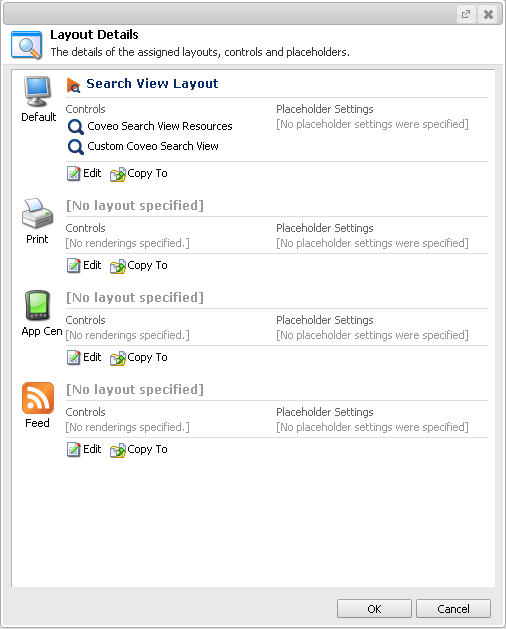 Layout Details
The details of the assigned layouts, controls and placeholders.
Default
Search View Layout
Controls
Coveo Search View Resources
Custom Coveo Search View
Placeholder Settings
[No placeholder settings were specified]
Edit Copy To
Print
[No layout specified]
Controls
[No renderings specified.]
Placeholder Settings
[No placeholder settings were specified]
Edit Copy To
App Cen
[No layout specified]
Controls
[No renderings specified.]
Placeholder Settings
[No placeholder settings were specified]
Edit Copy To
Feed
[No layout specified]
Controls
[No renderings specified.]
Placeholder Settings
[No placeholder settings were specified]
Edit Copy To
OK Cancel